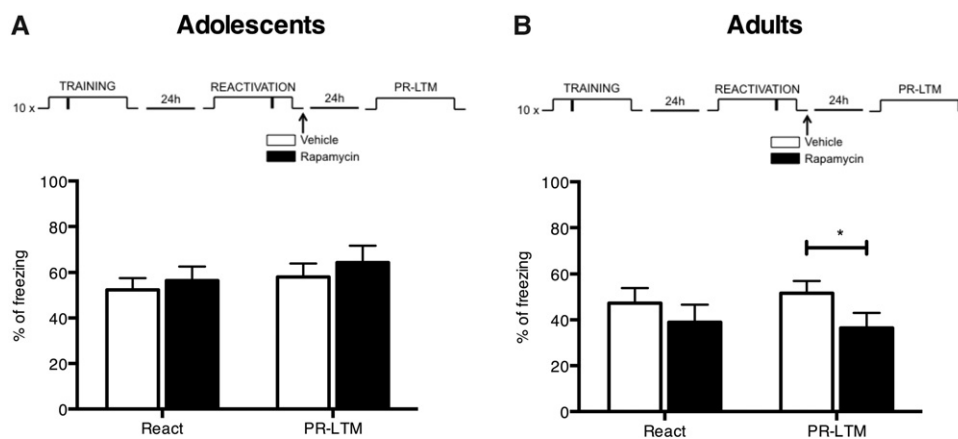 A Adolescents
TRAINING REACTIVATION PR-LTM
10 x 24h 24h
Vehicle
Rapamycin
% of freezing
100
80
60
40
20
0
React PR-LTM
B Adults
TRAINING REACTIVATION PR-LTM
10 x 24h 24h
Vehicle
Rapamycin
% of freezing
100
80
60
40
20
0
*
React PR-LTM